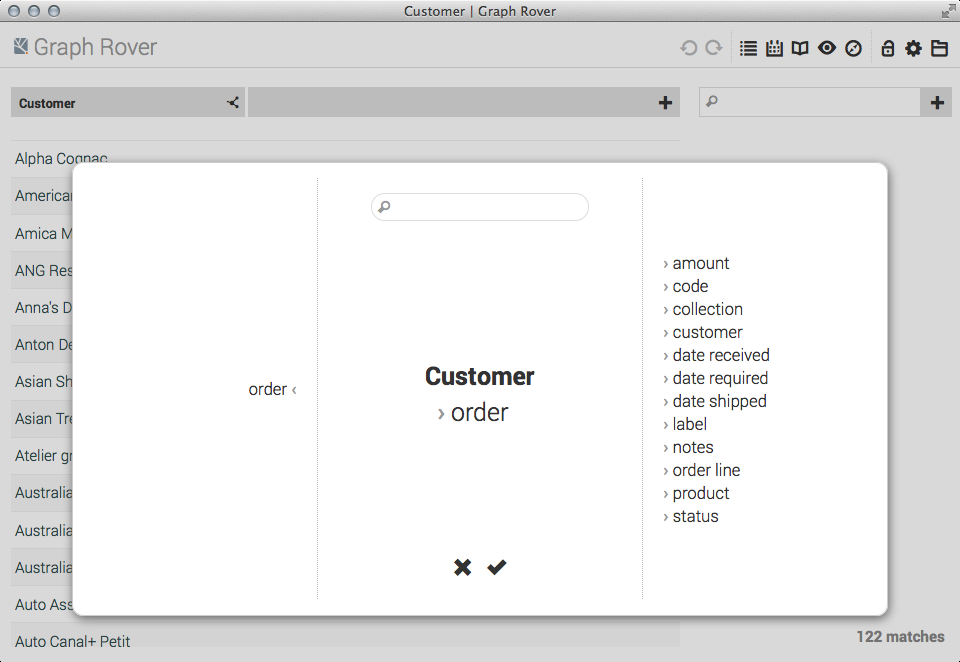 Customer | Graph Rover
Graph Rover
Customer
Alpha Cognac
American
Amica M
ANG Res
Anna's D
Anton De
Asian Sh
Asian Tre
Atelier gr
Australia
Australia
Australia
Auto Ass
Auto Canal+ Petit
order ‹
Customer
› order
› amount
› code
› collection
› customer
› date received
› date required
› date shipped
› label
› notes
› order line
› product
› status
122 matches